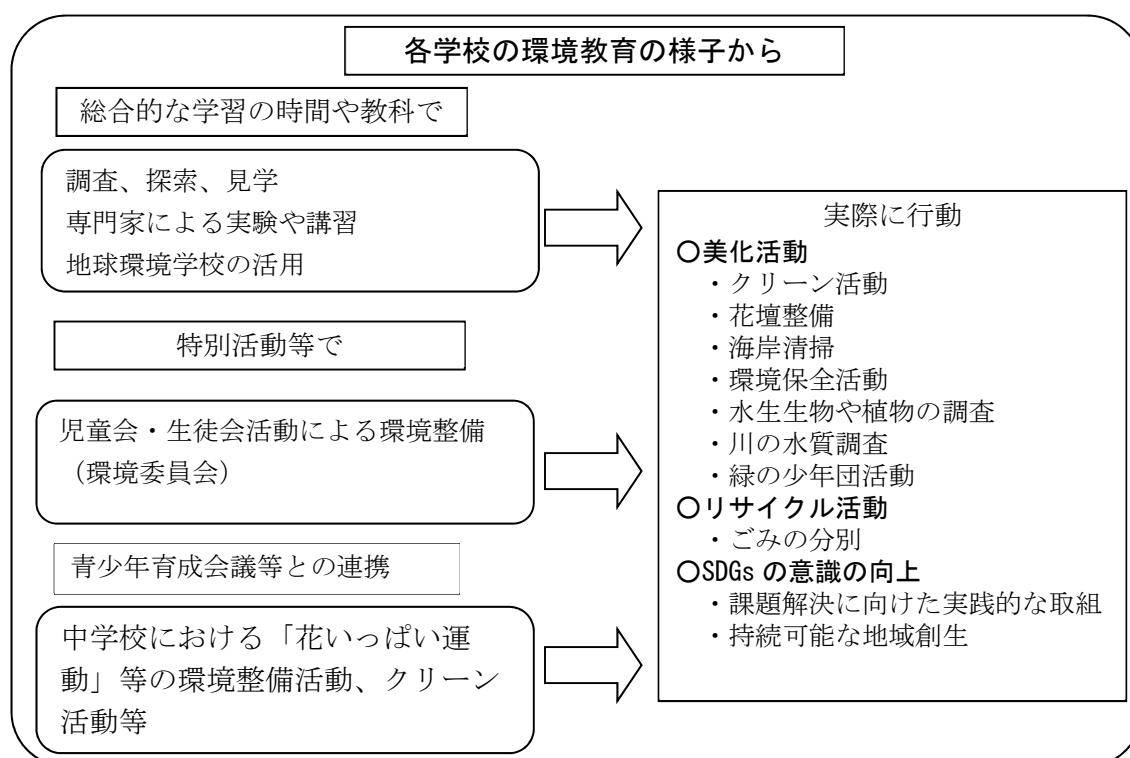 各学校の環境教育の様子から
総合的な学習の時間や教科で
調査、探索、見学
専門家による実験や講習
地球環境学校の活用
特別活動等で
児童会・生徒会活動による環境整備
（環境委員会）
青少年育成会議等との連携
中学校における「花いっぱい運
動」等の環境整備活動、クリーン
活動等
実際に行動
〇美化活動
・クリーン活動
・花壇整備
・海岸清掃
・環境保全活動
・水生生物や植物の調査
・川の水質調査
・緑の少年団活動
〇リサイクル活動
・ごみの分別
〇SDGs の意識の向上
・課題解決に向けた実践的な取組
・持続可能な地域創生